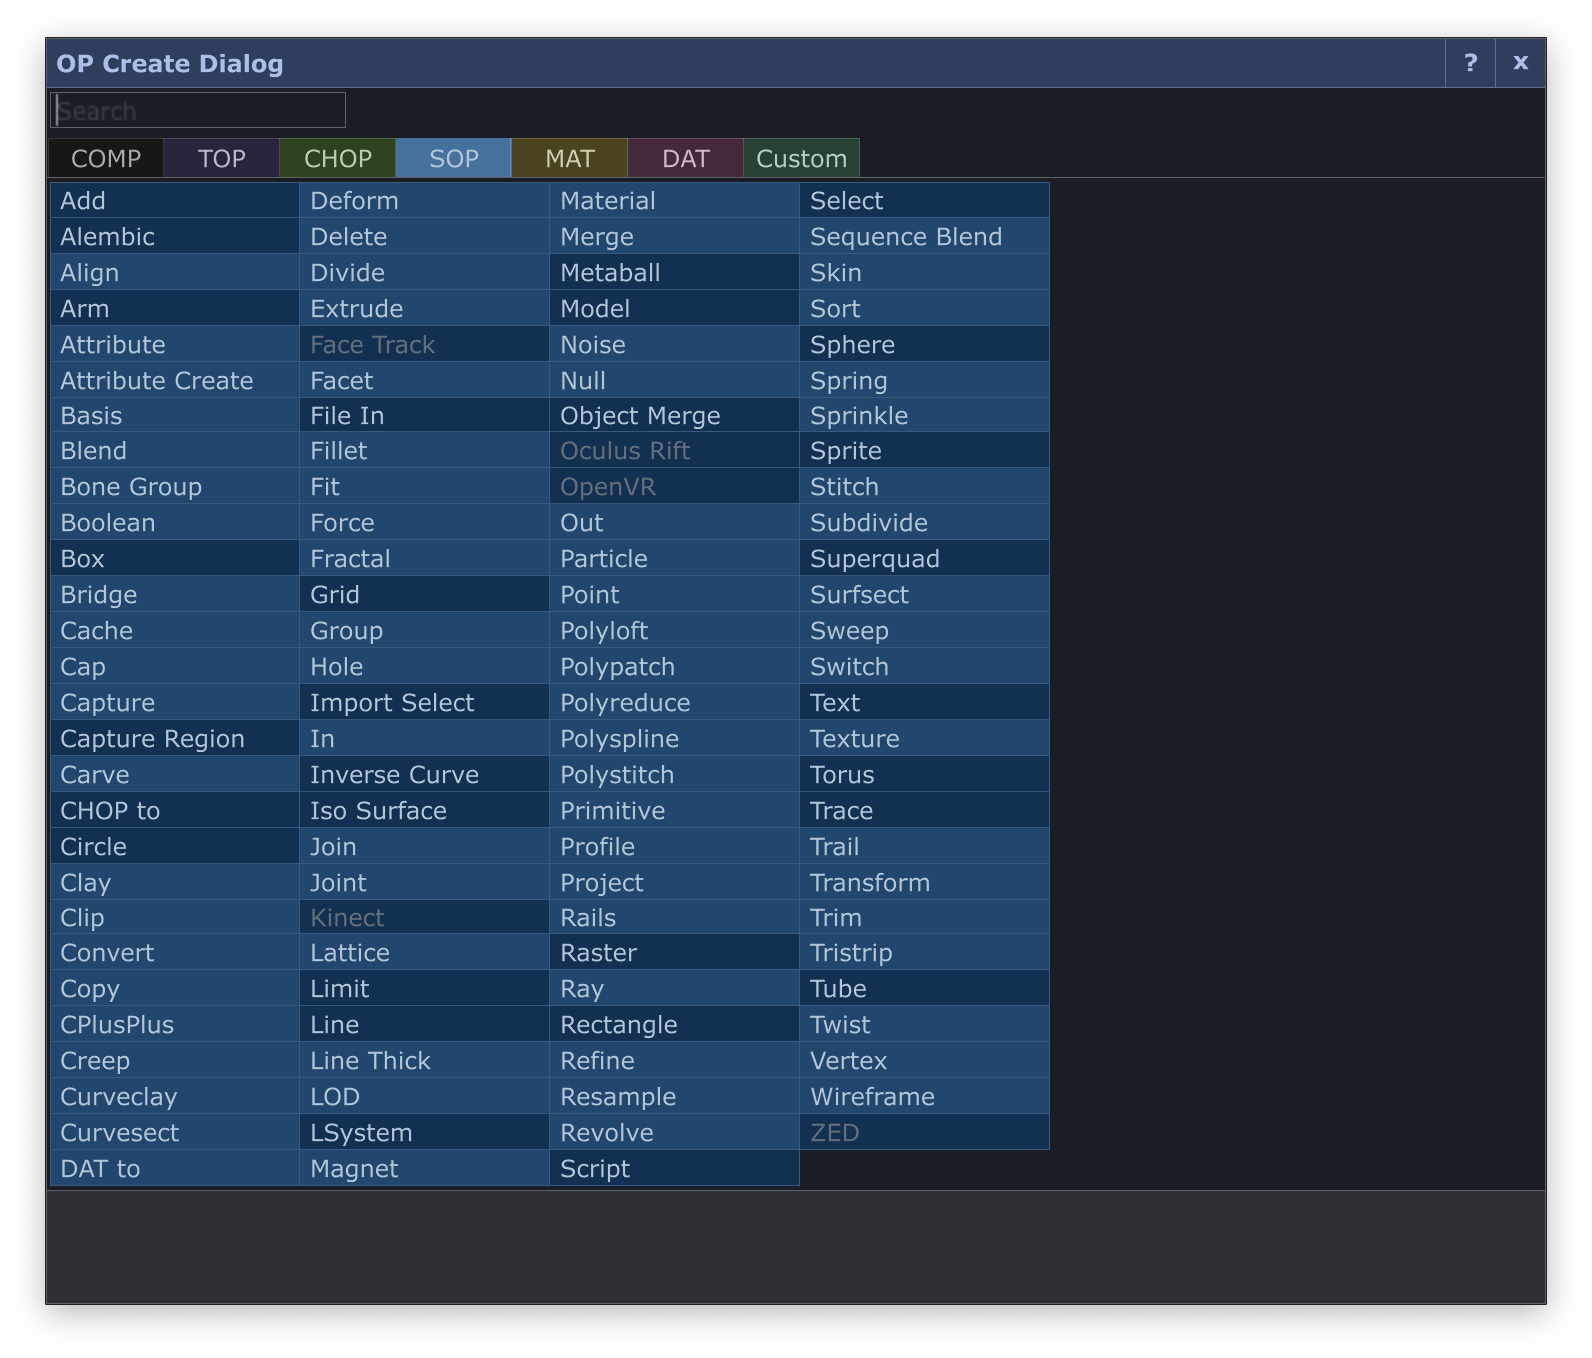 OP Create Dialog
? x
Search
COMP TOP CHOP SOP MAT DAT Custom
Add Deform Material Select
Alembic Delete Merge Sequence Blend
Align Divide Metaball Skin
Arm Extrude Model Sort
Attribute Face Track Noise Sphere
Attribute Create Facet Null Spring
Basis File In Object Merge Sprinkle
Blend Fillet Oculus Rift Sprite
Bone Group Fit OpenVR Stitch
Boolean Force Out Subdivide
Box Fractal Particle Superquad
Bridge Grid Point Surfsect
Cache Group Polyloft Sweep
Cap Hole Polypatch Switch
Capture Import Select Polyreduce Text
Capture Region In Polyspline Texture
Carve Inverse Curve Polystitch Torus
CHOP to Iso Surface Primitive Trace
Circle Join Profile Trail
Clay Joint Project Transform
Clip Kinect Rails Trim
Convert Lattice Raster Tristrip
Copy Limit Ray Tube
CPlusPlus Line Rectangle Twist
Creep Line Thick Refine Vertex
Curveclay LOD Resample Wireframe
Curvesect LSystem Revolve ZED
DAT to Magnet Script